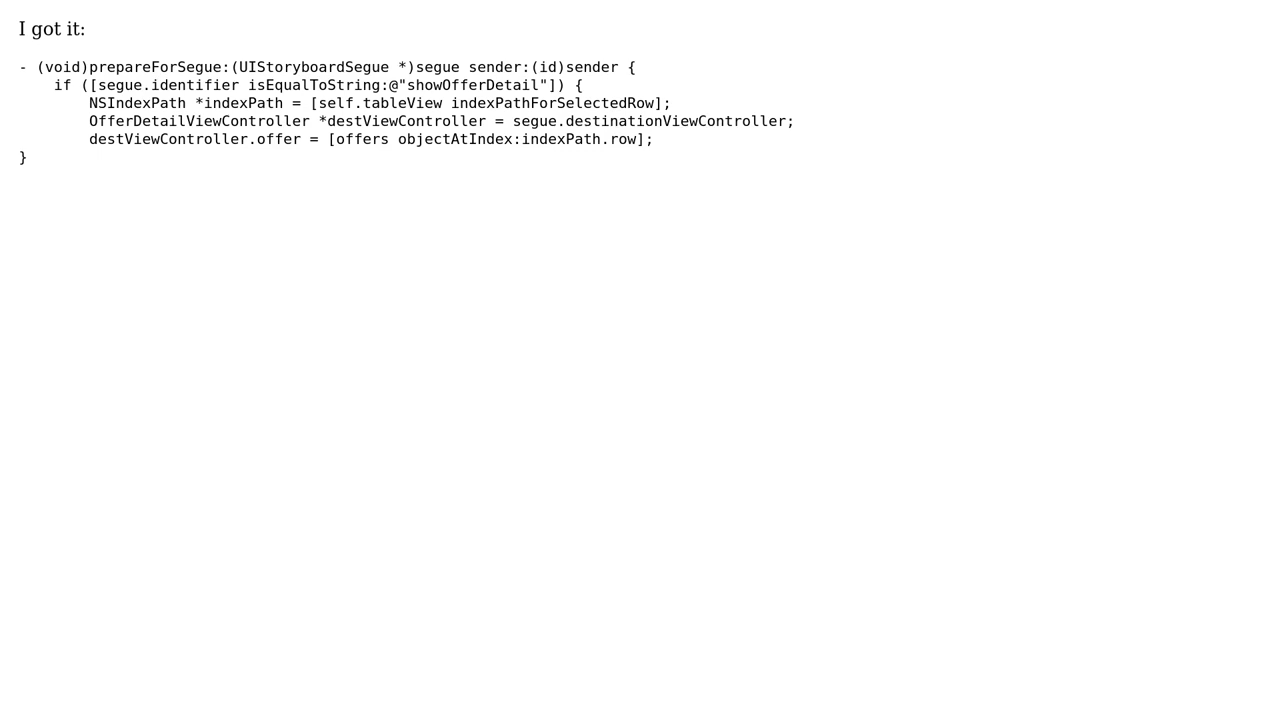 I got it:
- (void)prepareForSegue:(UIStoryboardSegue *)segue sender:(id)sender {
    if ([segue.identifier isEqualToString:@"showOfferDetail"]) {
        NSIndexPath *indexPath = [self.tableView indexPathForSelectedRow];
        OfferDetailViewController *destViewController = segue.destinationViewController;
        destViewController.offer = [offers objectAtIndex:indexPath.row];
}